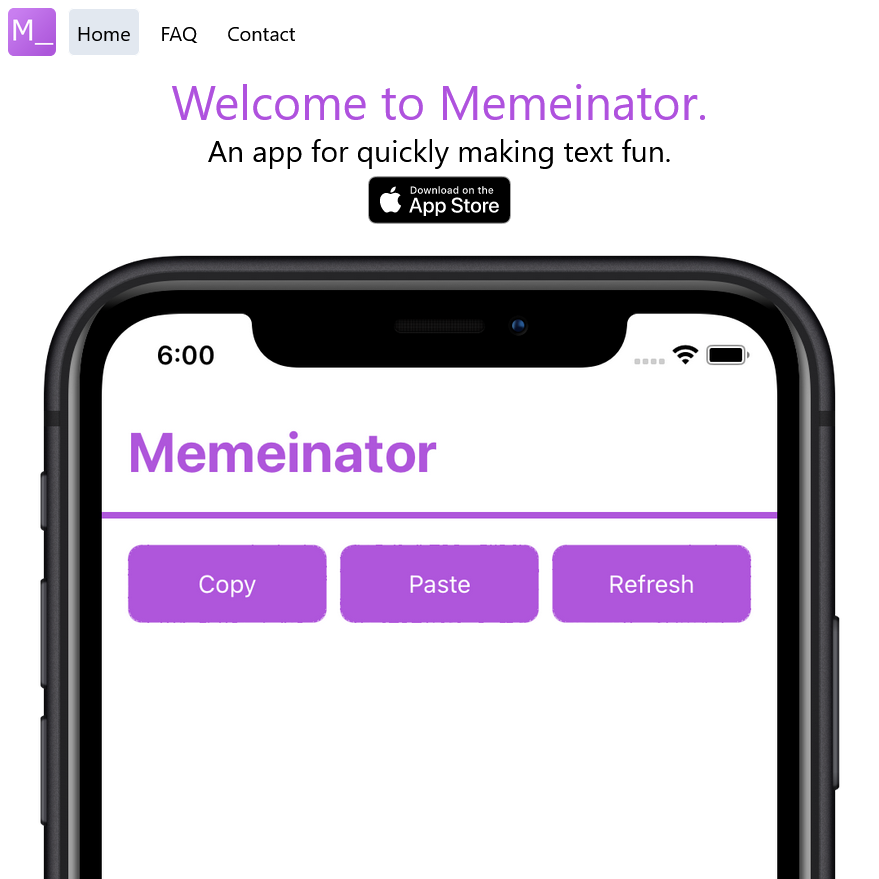 M_ Home FAQ Contact
Welcome to Memeinator.
An app for quickly making text fun.
Download on the
App Store
6:00
Memeinator
Copy Paste Refresh